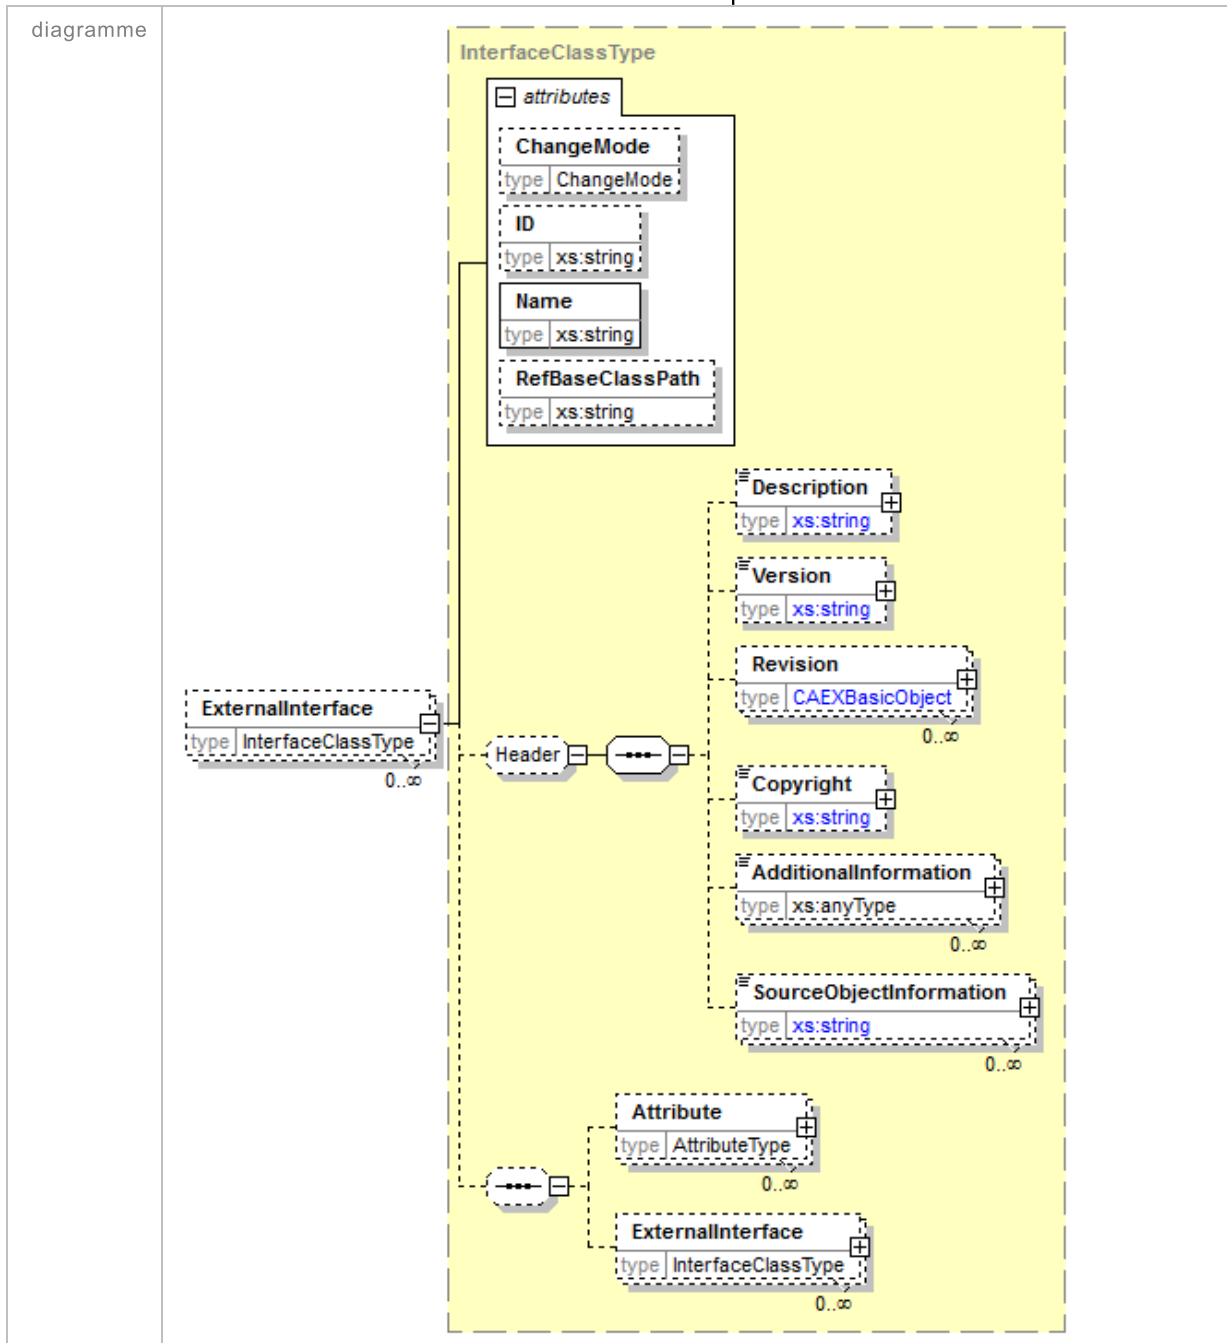 diagramme
InterfaceClassType
attributes
ChangeMode
type ChangeMode
ID
type xs:string
Name
type xs:string
RefBaseClassPath
type xs:string
Description
type xs:string
Version
type xs:string
Revision
type CAEXBasicObject
0..∞
ExternalInterface
type InterfaceClassType
0..∞
Header
Copyright
type xs:string
AdditionalInformation
type xs:anyType
0..∞
SourceObjectInformation
type xs:string
0..∞
Attribute
type AttributeType
0..∞
ExternalInterface
type InterfaceClassType
0..∞